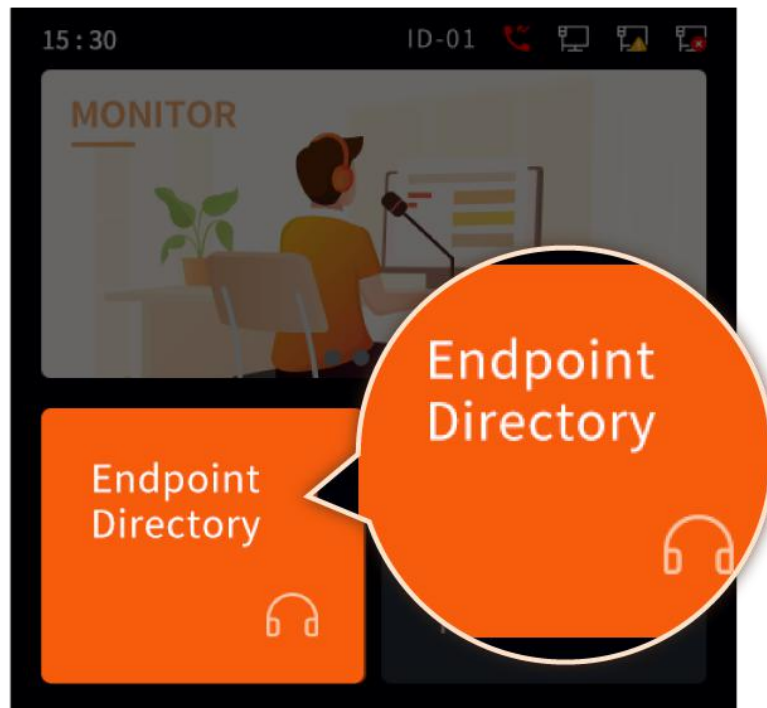 15:30
ID-01
MONITOR
Endpoint
Directory
Endpoint
Directory